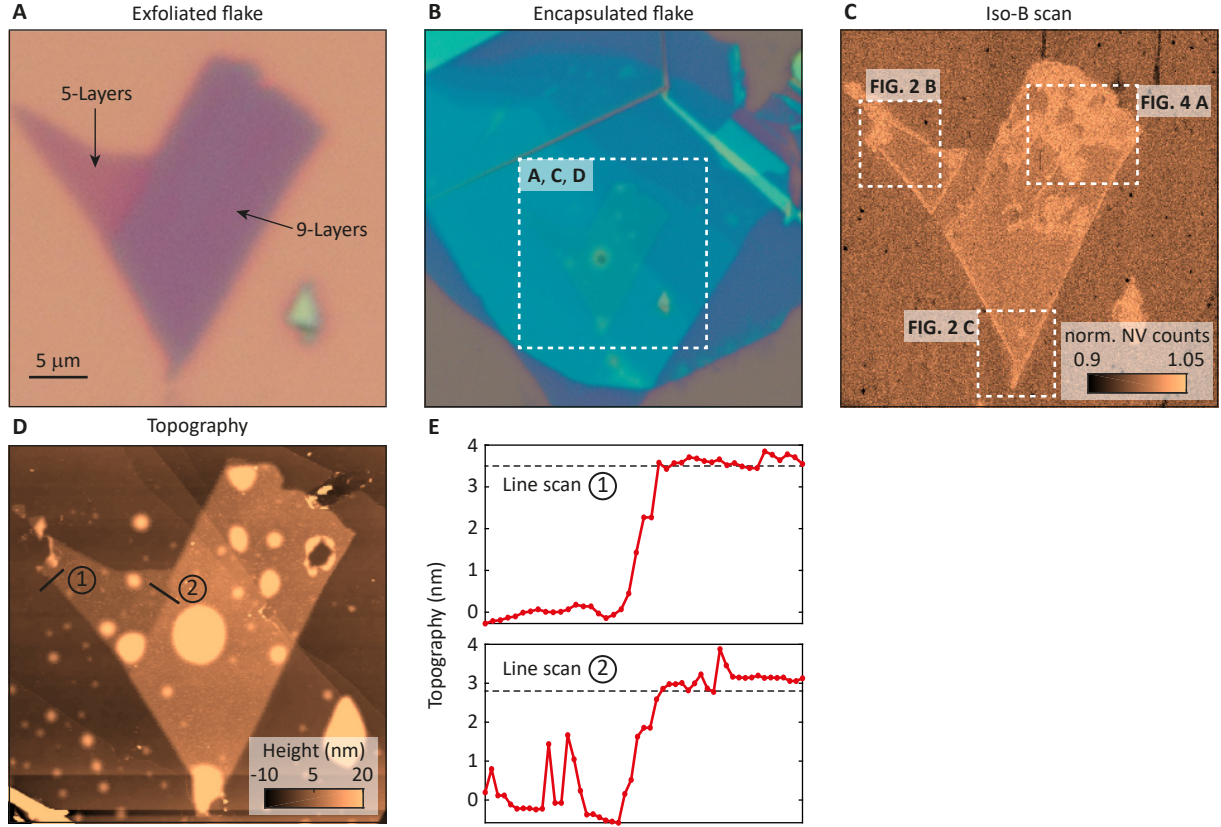 A Exfoliated flake
5-Layers
9-Layers
5 μm
B Encapsulated flake
A, C, D
C Iso-B scan
FIG. 2 B
FIG. 4 A
FIG. 2 C
norm. NV counts
0.9 1.05
D Topography
1
2
Height (nm)
-10 5 20
E
Topography (nm)
4
3
2
1
0
Line scan 1
4
3
2
1
0
Line scan 2